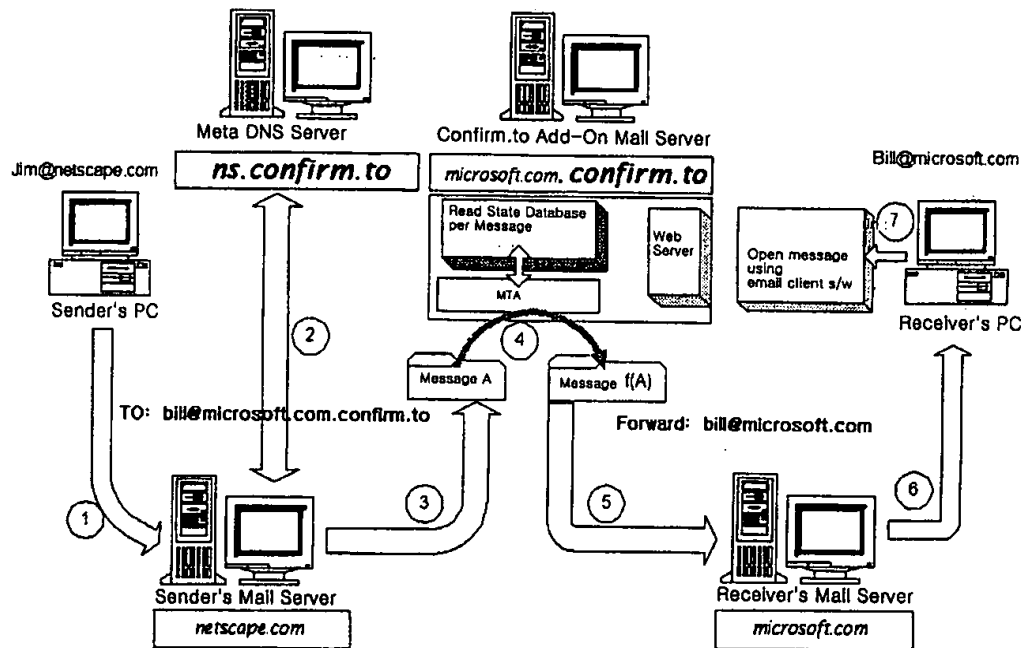 Meta DNS Server
Confirm.to Add-On Mail Server
Jim@netscape.com
ns.confirm.to
microsoft.com.confirm.to
Bill@microsoft.com
Read State Database
per Message
Web
Server
MTA
Open message
using
email client s/w
7
Sender's PC
Receiver's PC
2
4
Message A
Message f(A)
TO: bill@microsoft.com.confirm.to
Forward: bill@microsoft.com
1
3
5
6
Sender's Mail Server
netscape.com
Receiver's Mail Server
microsoft.com